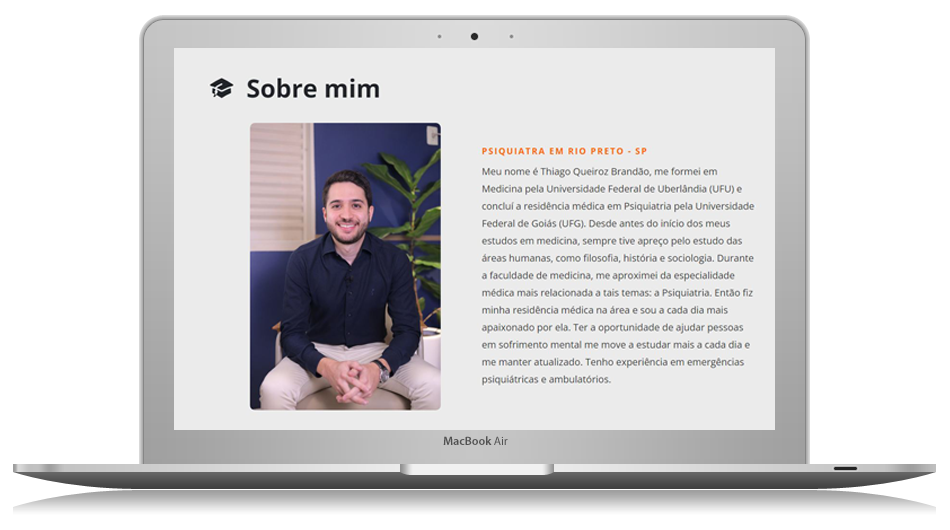 Sobre mim
PSIQUIATRA EM RIO PRETO - SP
Meu nome é Thiago Queiroz Brandão, me formei em
Medicina pela Universidade Federal de Uberlândia (UFU) e
concluí a residência médica em Psiquiatria pela Universidade
Federal de Goiás (UFG). Desde antes do início dos meus
estudos em medicina, sempre tive apreço pelo estudo das
áreas humanas, como filosofia, história e sociologia. Durante
a faculdade de medicina, me aproximei da especialidade
médica mais relacionada a tais temas: a Psiquiatria. Então fiz
minha residência médica na área e sou a cada dia mais
apaixonado por ela. Ter a oportunidade de ajudar pessoas
em sofrimento mental me move a estudar mais a cada dia e
me manter atualizado. Tenho experiência em emergências
psiquiátricas e ambulatórios.
MacBook Air